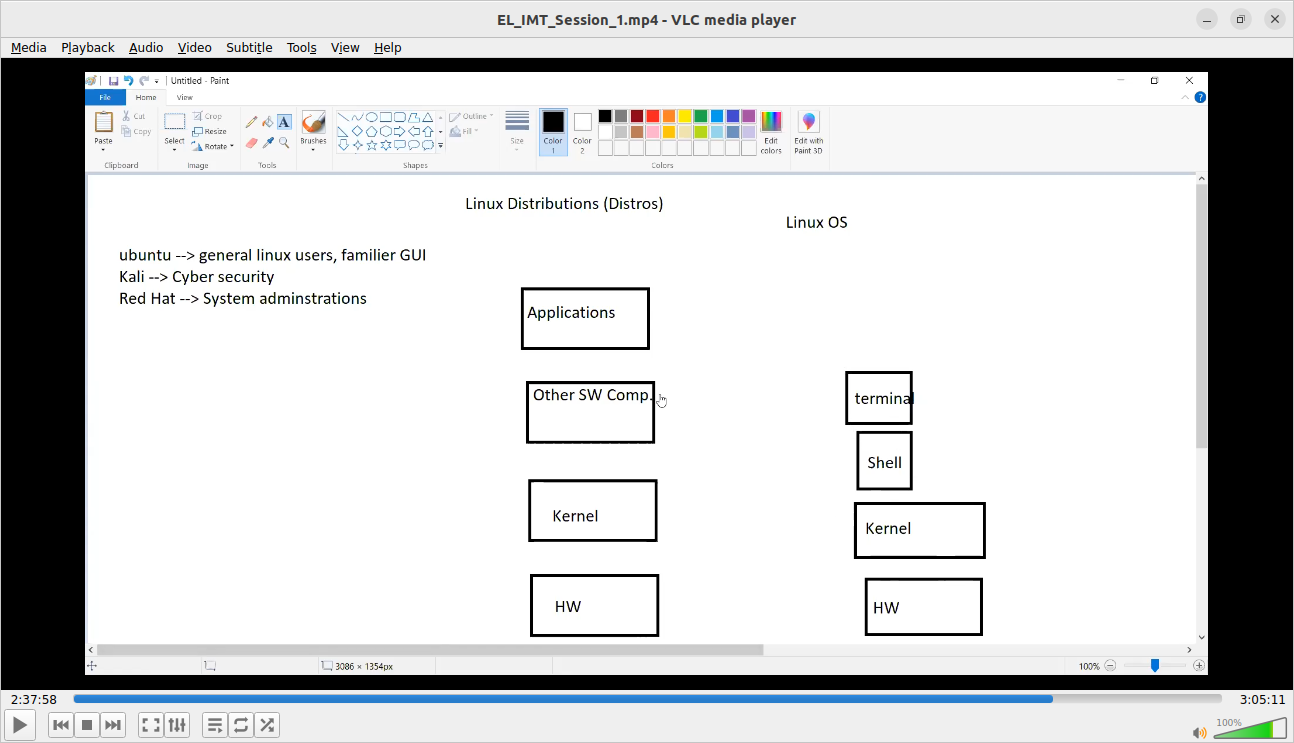 EL_IMT_Session_1.mp4 - VLC media player
Media Playback Audio Video Subtitle Tools View Help
Untitled - Paint
File Home View
Paste
Cut
Copy
Clipboard
Select
Crop
Resize
Rotate
Image
A
Tools
Brushes
Shapes
Outline
Fill
Size
Color 1
Color 2
Edit colors
Colors
Edit with Paint 3D
?
Linux Distributions (Distros)
Linux OS
ubuntu --> general linux users, familier GUI
Kali --> Cyber security
Red Hat --> System adminstrations
Applications
Other SW Comp.
terminal
Shell
Kernel
Kernel
HW
HW
3086 × 1354px
100%
2:37:58
3:05:11
100%